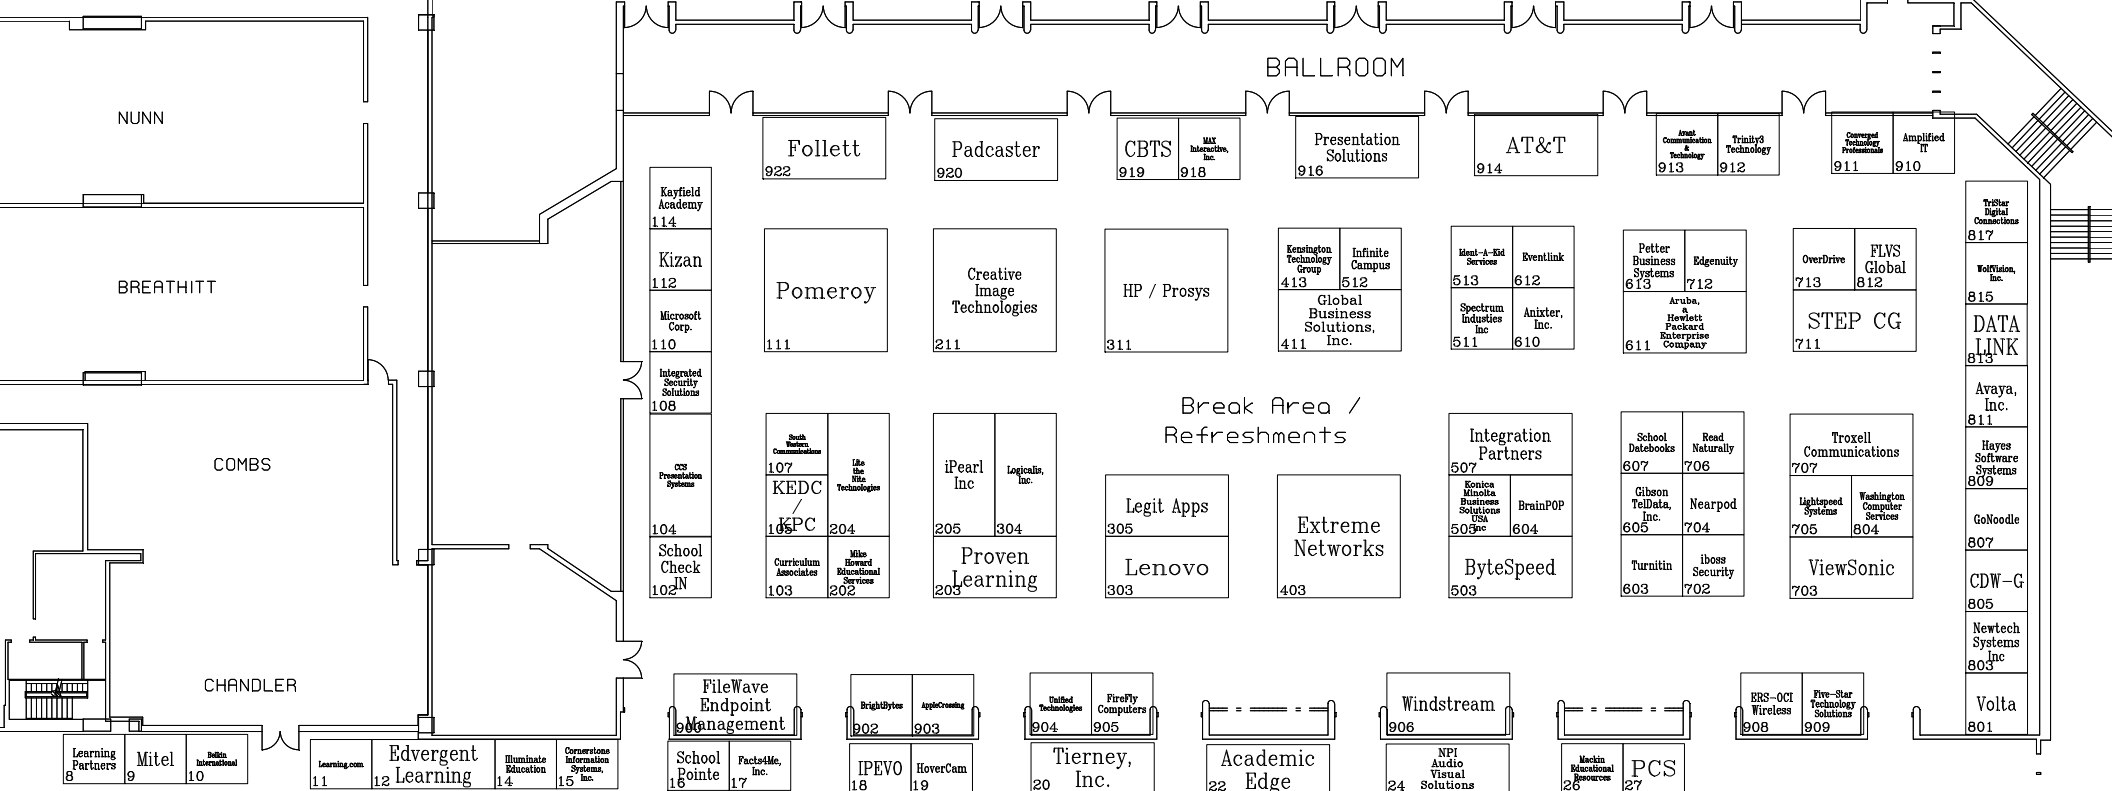 BALLROOM
NUNN
BREATHITT
COMBS
CHANDLER
Follett
922
Padcaster
920
CBTS
919
MAX
Interactive,
Inc.
918
Presentation
Solutions
916
AT&T
914
Avant
Communication
&
Technology
913
Trinity3
Technology
912
Converged
Technology
Professionals
911
Amplified
IT
910
Kayfield
Academy
114
Kizan
112
Microsoft
Corp.
110
Integrated
Security
Solutions
108
CCS
Presentation
Systems
104
School
Check
IN
102
Pomeroy
111
Creative
Image
Technologies
211
HP / Prosys
311
Kensington
Technology
Group
413
Infinite
Campus
512
Global
Business
Solutions,
Inc.
411
Ident-A-Kid
Services
513
Eventlink
612
Spectrum
Industies
Inc
511
Anixter,
Inc.
610
Petter
Business
Systems
613
Edgenuity
712
Aruba,
a
Hewlett
Packard
Enterprise
Company
611
OverDrive
713
FLVS
Global
812
STEP CG
711
TriStar
Digital
Connections
817
WolfVision,
Inc.
815
DATA
LINK
813
Avaya,
Inc.
811
Hayes
Software
Systems
809
GoNoodle
807
CDW-G
805
Newtech
Systems
Inc
803
Volta
801
Break Area /
Refreshments
South
Western
Communications
107
KEDC
/
KPC
105
Lite
the
Nite
Technologies
204
Curriculum
Associates
103
Mike
Howard
Educational
Services
202
iPearl
Inc
205
Logicalis,
Inc.
304
Proven
Learning
203
Legit Apps
305
Lenovo
303
Extreme
Networks
403
Integration
Partners
507
Konica
Minolta
Business
Solutions
USA
Inc
505
BrainPOP
604
ByteSpeed
503
School
Datebooks
607
Read
Naturally
706
Gibson
TelData,
Inc.
605
Nearpod
704
Turnitin
603
iboss
Security
702
Troxell
Communications
707
Lightspeed
Systems
705
Washington
Computer
Services
804
ViewSonic
703
FileWave
Endpoint
Management
900
BrightBytes
902
AppleCrossing
903
Unified
Technologies
904
FireFly
Computers
905
Windstream
906
ERS-OCI
Wireless
908
Five-Star
Technology
Solutions
909
Learning
Partners
8
Mitel
9
Belkin
International
10
Learning.com
11
Edvergent
Learning
12
Illuminate
Education
14
Cornerstone
Information
Systems,
Inc.
15
School
Pointe
16
Facts4Me,
Inc.
17
IPEVO
18
HoverCam
19
Tierney,
Inc.
20
Academic
Edge
22
NPI
Audio
Visual
Solutions
24
Mackin
Educational
Resources
26
PCS
27